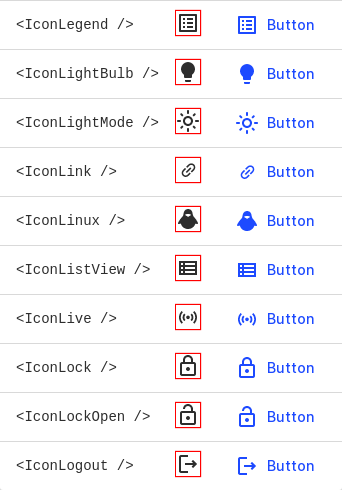 <IconLegend /> Button
<IconLightBulb /> Button
<IconLightMode /> Button
<IconLink /> Button
<IconLinux /> Button
<IconListView /> Button
<IconLive /> Button
<IconLock /> Button
<IconLockOpen /> Button
<IconLogout /> Button